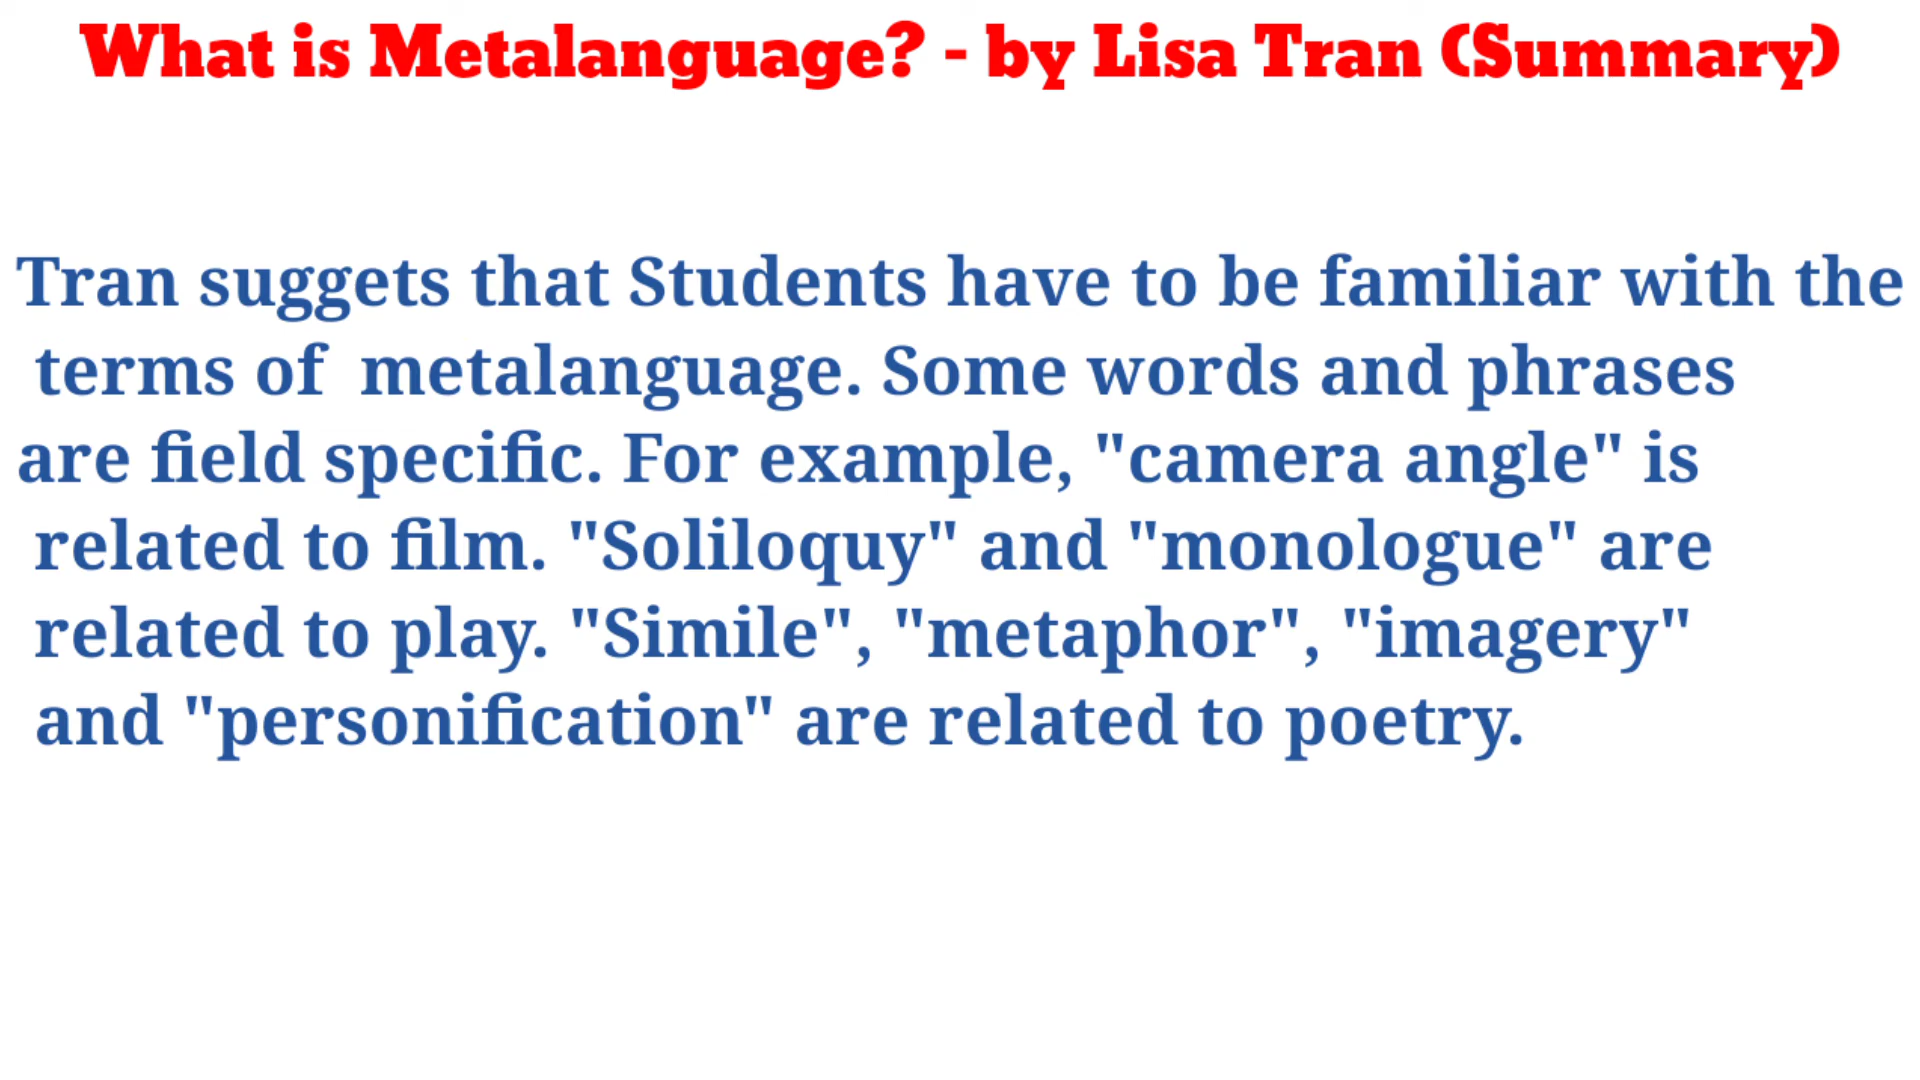 What is Metalanguage? - by Lisa Tran (Summary)
Tran suggets that Students have to be familiar with the
terms of metalanguage. Some words and phrases
are field specific. For example, "camera angle" is
related to film. "Soliloquy" and "monologue" are
related to play. "Simile", "metaphor", "imagery"
and "personification" are related to poetry.